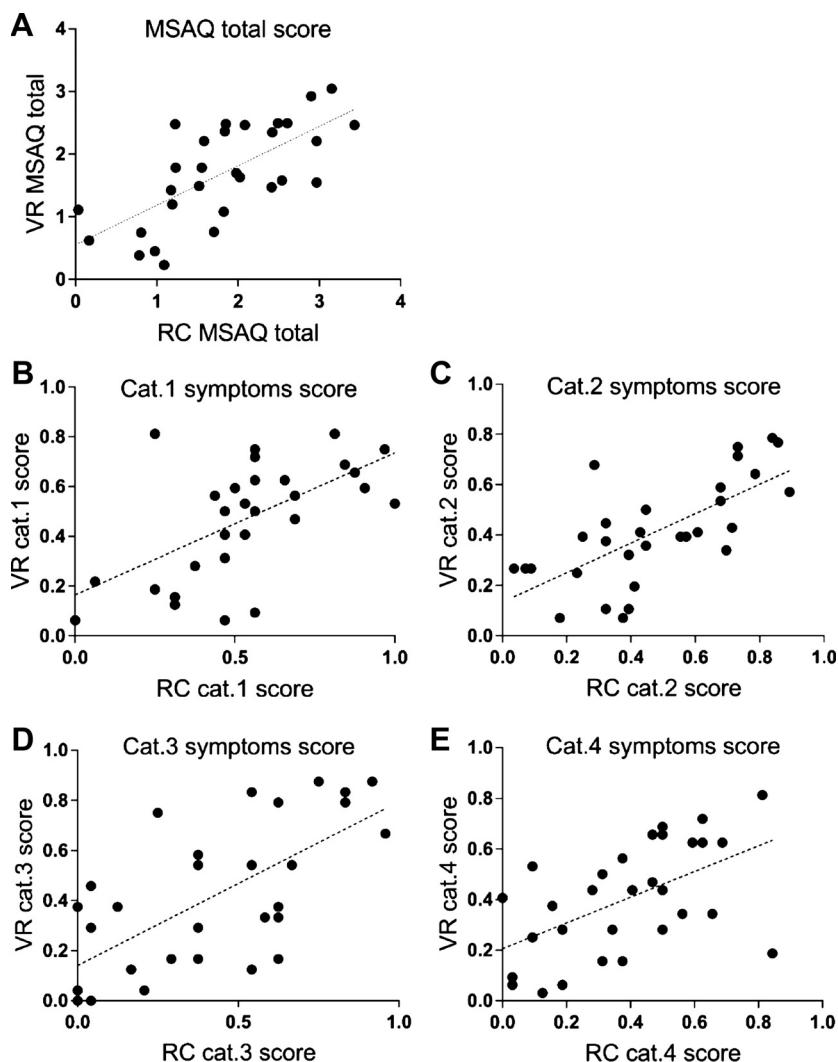 A
MSAQ total score
4
3
2
1
0
VR MSAQ total
0 1 2 3 4
RC MSAQ total
B
Cat.1 symptoms score
1.0
0.8
0.6
0.4
0.2
0.0
VR cat.1 score
0.0 0.5 1.0
RC cat.1 score
C
Cat.2 symptoms score
1.0
0.8
0.6
0.4
0.2
0.0
VR cat.2 score
0.0 0.2 0.4 0.6 0.8 1.0
RC cat.2 score
D
Cat.3 symptoms score
1.0
0.8
0.6
0.4
0.2
0.0
VR cat.3 score
0.0 0.5 1.0
RC cat.3 score
E
Cat.4 symptoms score
1.0
0.8
0.6
0.4
0.2
0.0
VR cat.4 score
0.0 0.2 0.4 0.6 0.8 1.0
RC cat.4 score